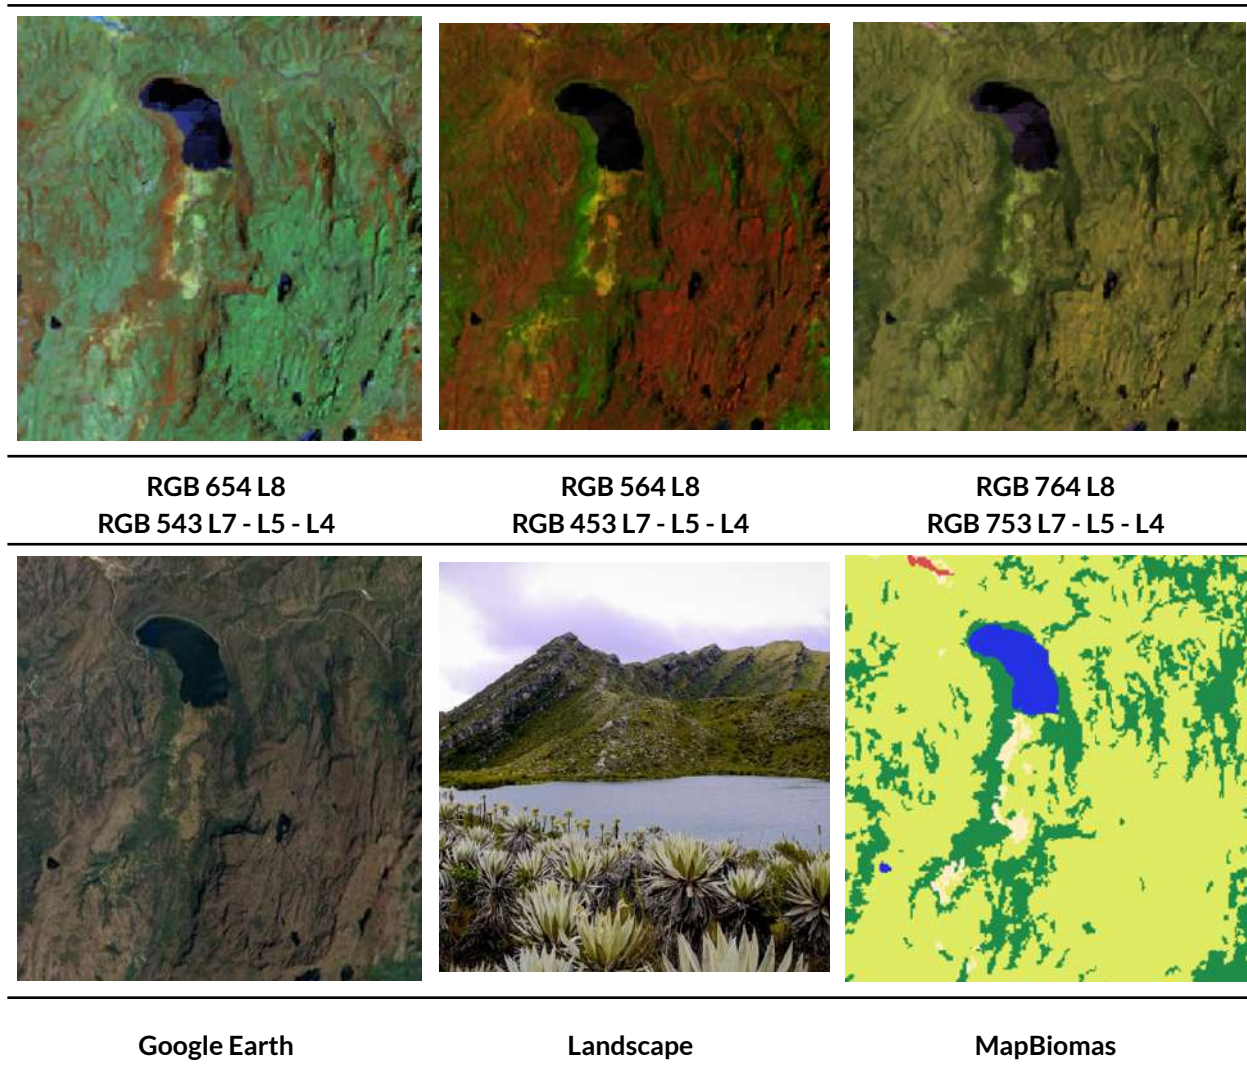 RGB 654 L8
RGB 543 L7 - L5 - L4
RGB 564 L8
RGB 453 L7 - L5 - L4
RGB 764 L8
RGB 753 L7 - L5 - L4
Google Earth
Landscape
MapBiomas